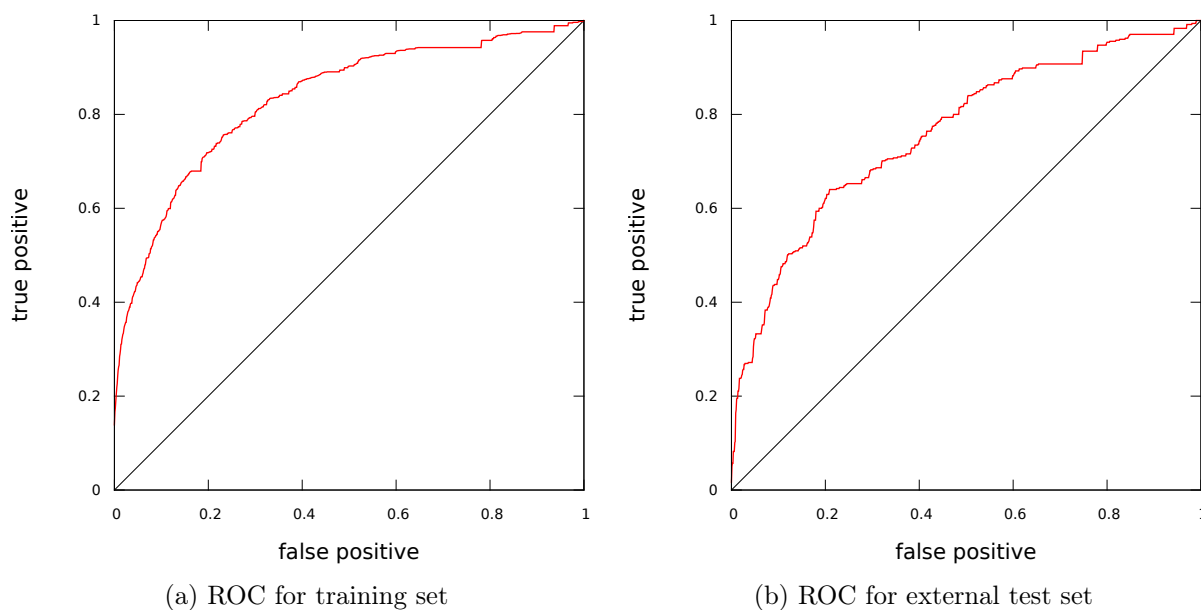 1
0.8
0.6
0.4
0.2
0
0 0.2 0.4 0.6 0.8 1
true positive
false positive
(a) ROC for training set
1
0.8
0.6
0.4
0.2
0
0 0.2 0.4 0.6 0.8 1
true positive
false positive
(b) ROC for external test set